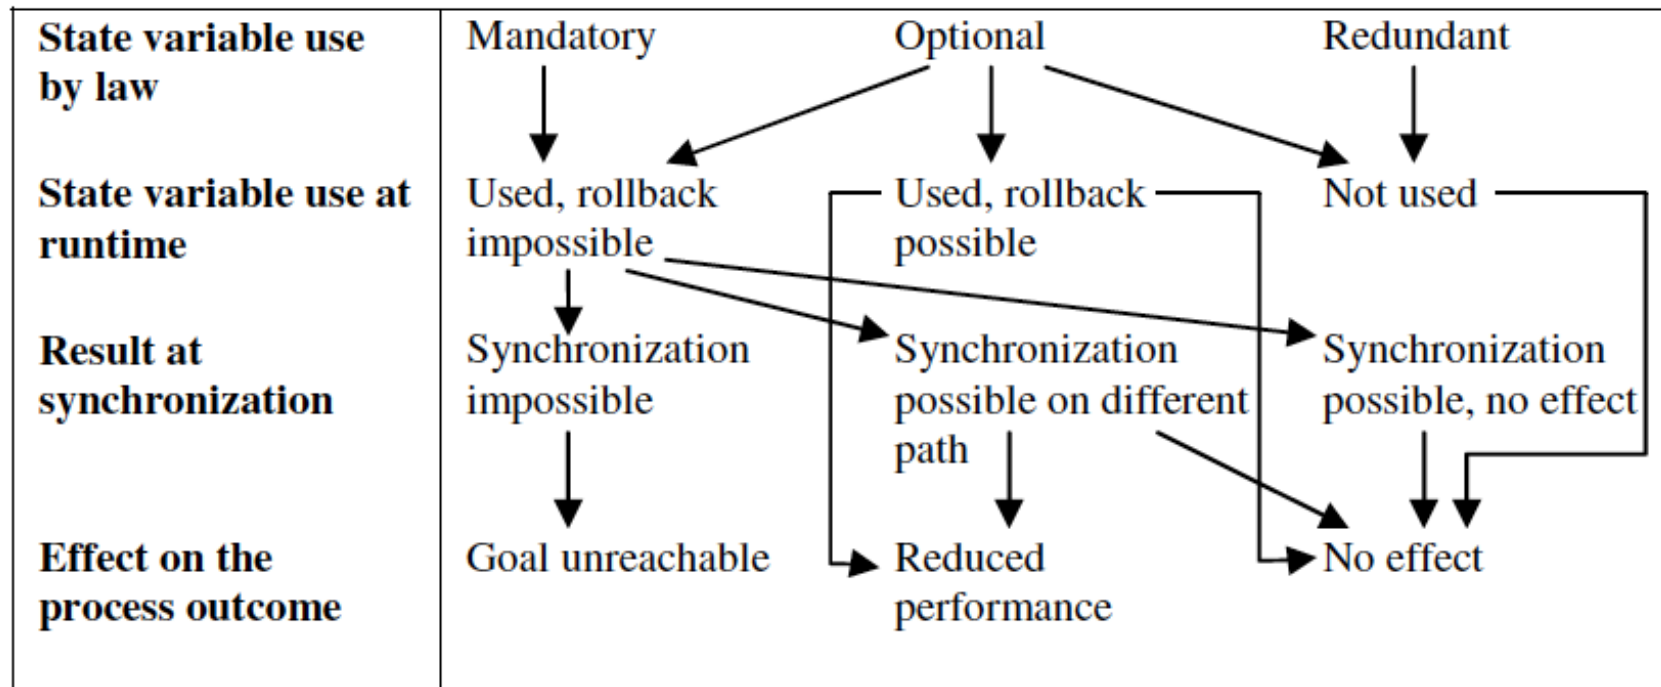 State variable use
by law
Mandatory
Optional
Redundant
State variable use at
runtime
Used, rollback
impossible
Used, rollback
possible
Not used
Result at
synchronization
Synchronization
impossible
Synchronization
possible on different
path
Synchronization
possible, no effect
Effect on the
process outcome
Goal unreachable
Reduced
performance
No effect